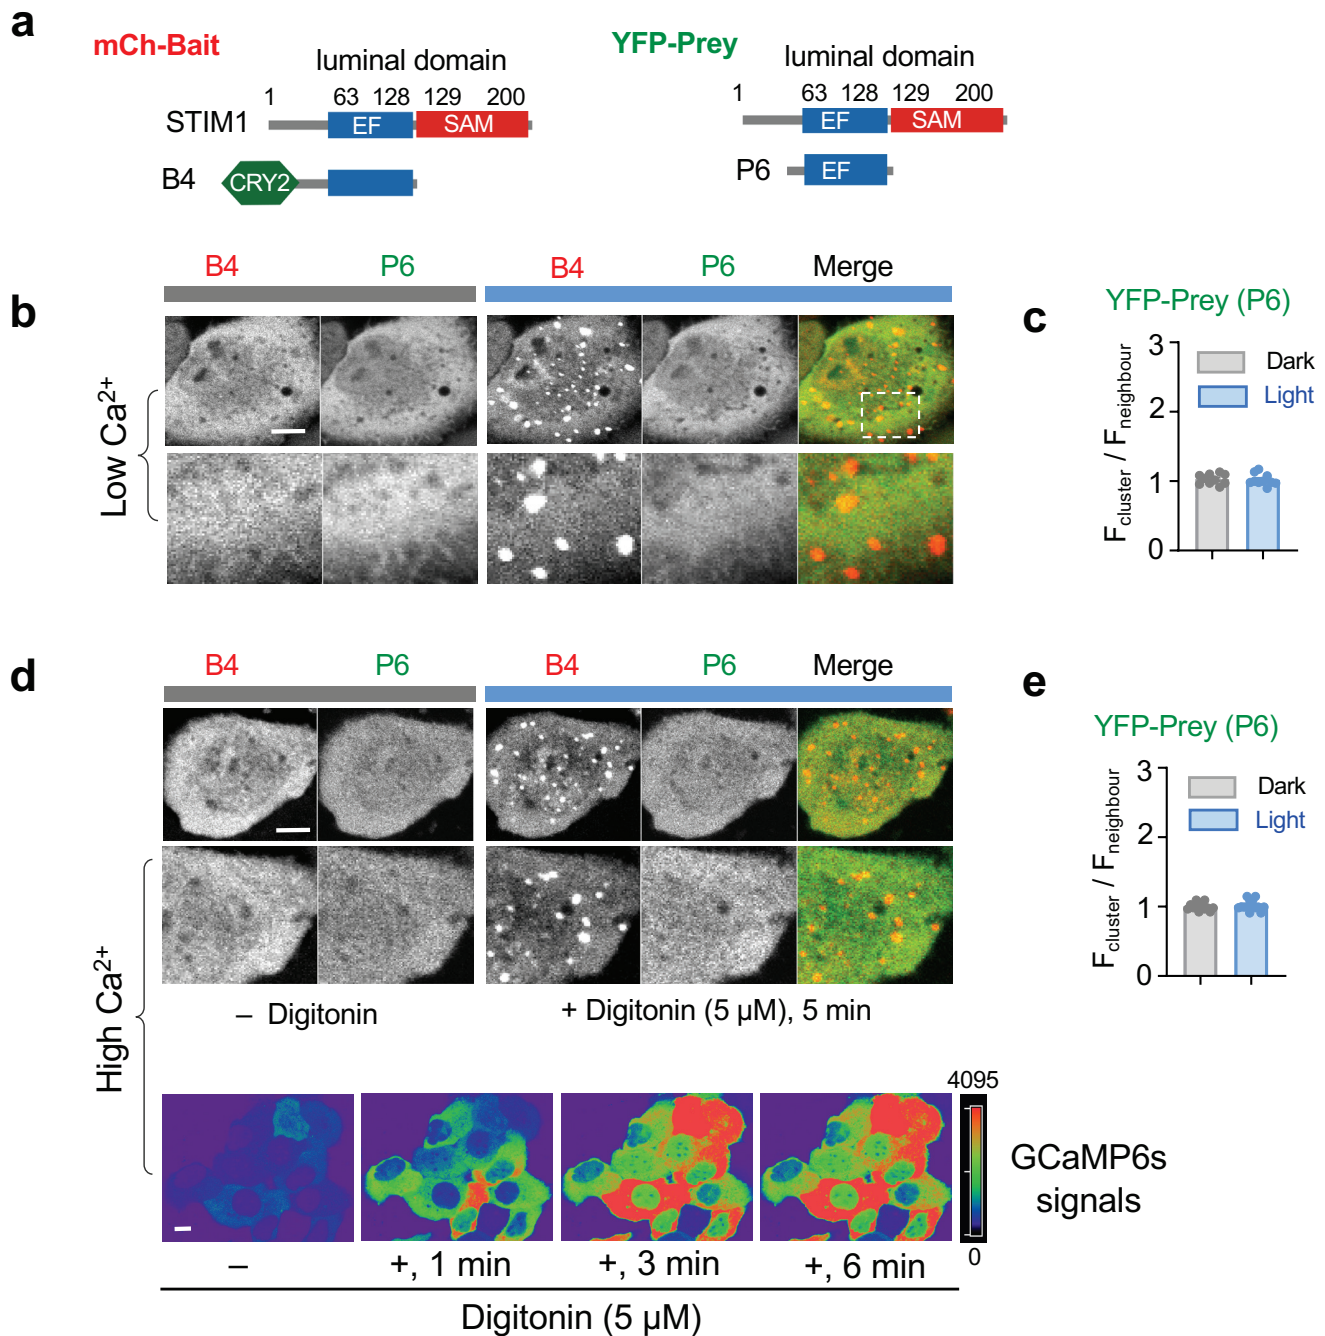 a
mCh-Bait
YFP-Prey
luminal domain
luminal domain
1 63 128 129 200
1 63 128 129 200
STIM1 EF SAM
EF SAM
B4 CRY2
P6 EF
B4 P6 B4 P6 Merge
b
Low Ca²⁺
c
YFP-Prey (P6)
F_cluster / F_neighbour
3
2
1
0
Dark
Light
B4 P6 B4 P6 Merge
d
High Ca²⁺
– Digitonin
+ Digitonin (5 µM), 5 min
e
YFP-Prey (P6)
F_cluster / F_neighbour
3
2
1
0
Dark
Light
4095
0
GCaMP6s
signals
– +, 1 min +, 3 min +, 6 min
Digitonin (5 µM)